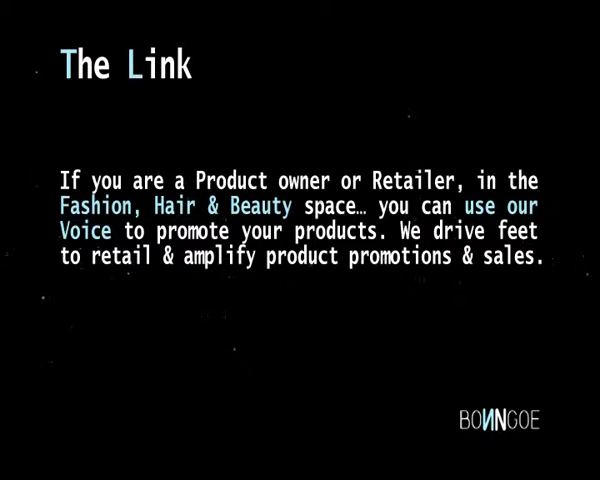 The Link
If you are a Product owner or Retailer, in the
Fashion, Hair & Beauty space… you can use our
Voice to promote your products. We drive feet
to retail & amplify product promotions & sales.
BOИNGOE